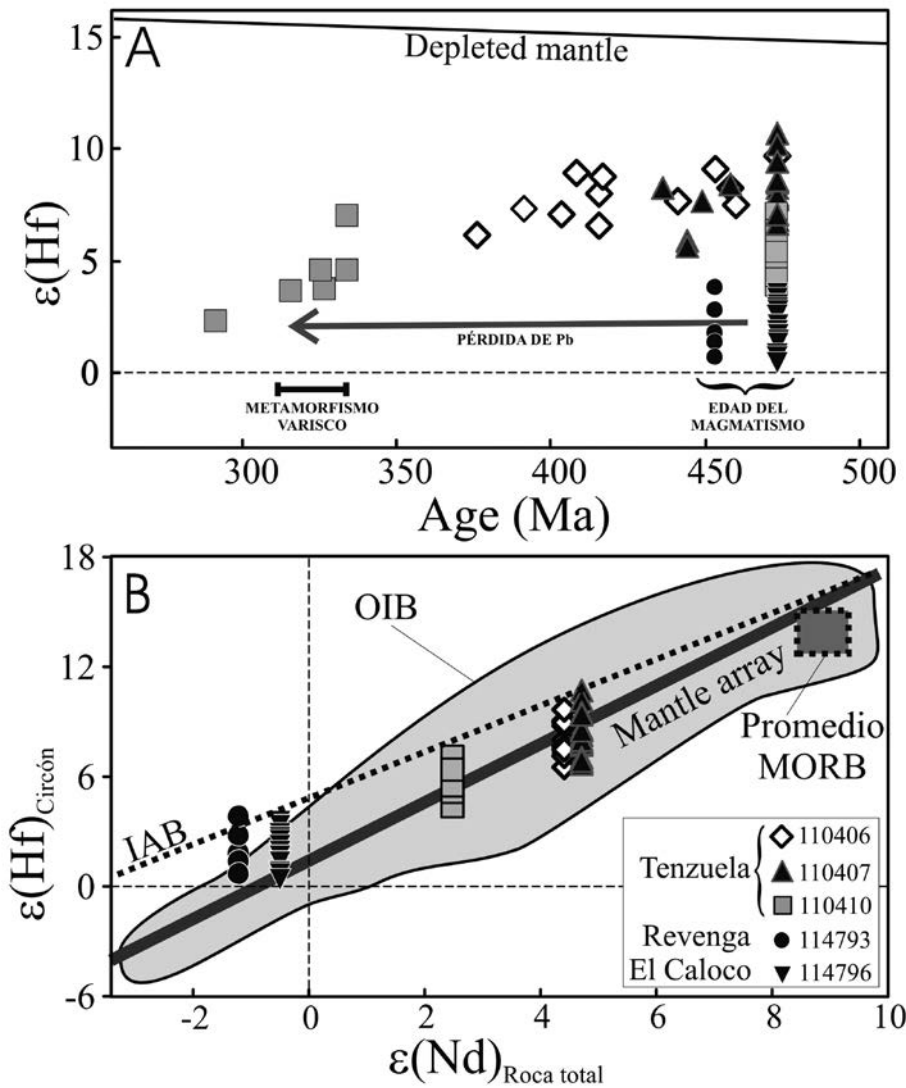 A
Depleted mantle
15
10
5
0
ε(Hf)
PÉRDIDA DE Pb
METAMORFISMO
VARISCO
EDAD DEL
MAGMATISMO
300
350
400
450
500
Age (Ma)
B
18
12
6
0
-6
ε(Hf)Circón
OIB
IAB
Mantle array
Promedio
MORB
Tenzuela
110406
110407
110410
Revenga 114793
El Caloco 114796
-2
0
2
4
6
8
10
ε(Nd)Roca total